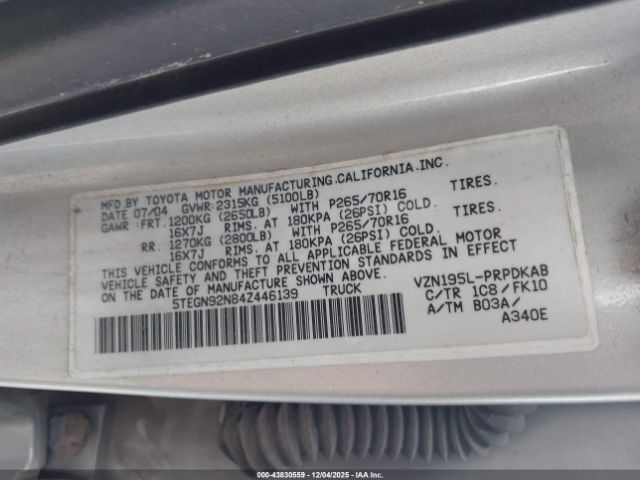 MFD BY TOYOTA MOTOR MANUFACTURING,CALIFORNIA,INC.
DATE 07/04 GVWR:2315KG (5100LB)
GAWR:FRT.1200KG (2650LB) WITH P265/70R16 TIRES.
16X7J RIMS. AT 180KPA (26PSI) COLD.
RR. 1270KG (2800LB) WITH P265/70R16 TIRES.
16X7J RIMS. AT 180KPA (26PSI) COLD.
THIS VEHICLE CONFORMS TO ALL APPLICABLE FEDERAL MOTOR
VEHICLE SAFETY AND THEFT PREVENTION STANDARDS IN EFFECT
ON THE DATE OF MANUFACTURE SHOWN ABOVE.
5TEGN92N84Z446139 TRUCK
VZN195L-PRPDKAB
C/TR 1C8 /FK10
A/TM B03A/
A340E
00-43830559 | 12/04/2025 | IAA Inc.